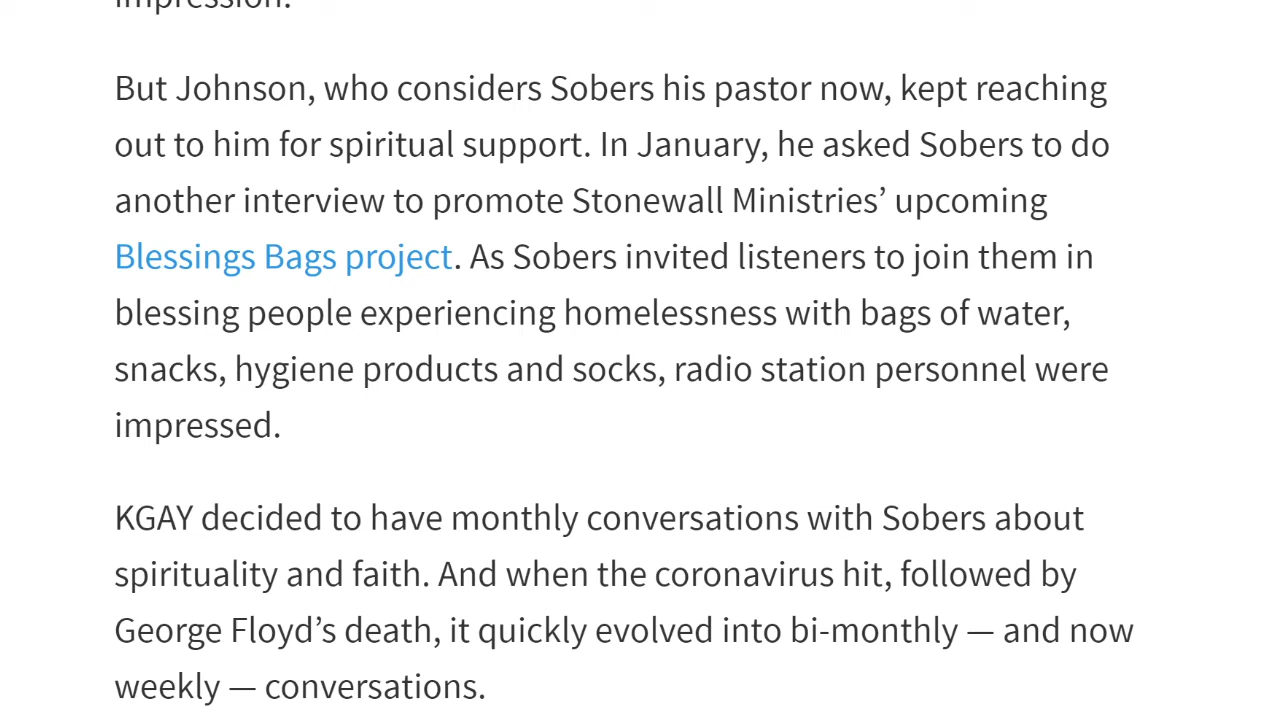 impression.
But Johnson, who considers Sobers his pastor now, kept reaching
out to him for spiritual support. In January, he asked Sobers to do
another interview to promote Stonewall Ministries’ upcoming
Blessings Bags project. As Sobers invited listeners to join them in
blessing people experiencing homelessness with bags of water,
snacks, hygiene products and socks, radio station personnel were
impressed.
KGAY decided to have monthly conversations with Sobers about
spirituality and faith. And when the coronavirus hit, followed by
George Floyd’s death, it quickly evolved into bi-monthly — and now
weekly — conversations.